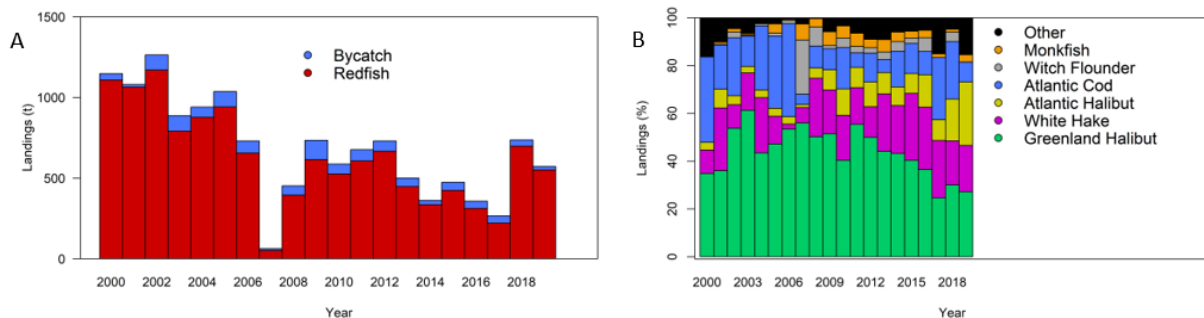 A
Landings (t)
1500
1000
500
0
Bycatch
Redfish
2000 2002 2004 2006 2008 2010 2012 2014 2016 2018
Year
B
Landings (%)
100
80
60
40
20
0
Other
Monkfish
Witch Flounder
Atlantic Cod
Atlantic Halibut
White Hake
Greenland Halibut
2000 2003 2006 2009 2012 2015 2018
Year